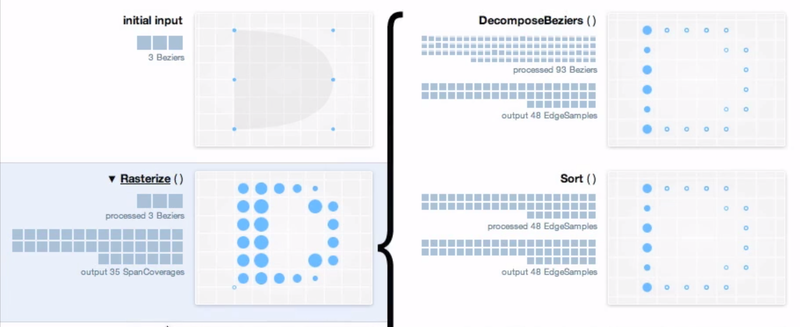 initial input
3 Beziers
▼ Rasterize ( )
processed 3 Beziers
output 35 SpanCoverages
DecomposeBeziers ( )
processed 93 Beziers
output 48 EdgeSamples
Sort ( )
processed 48 EdgeSamples
output 48 EdgeSamples